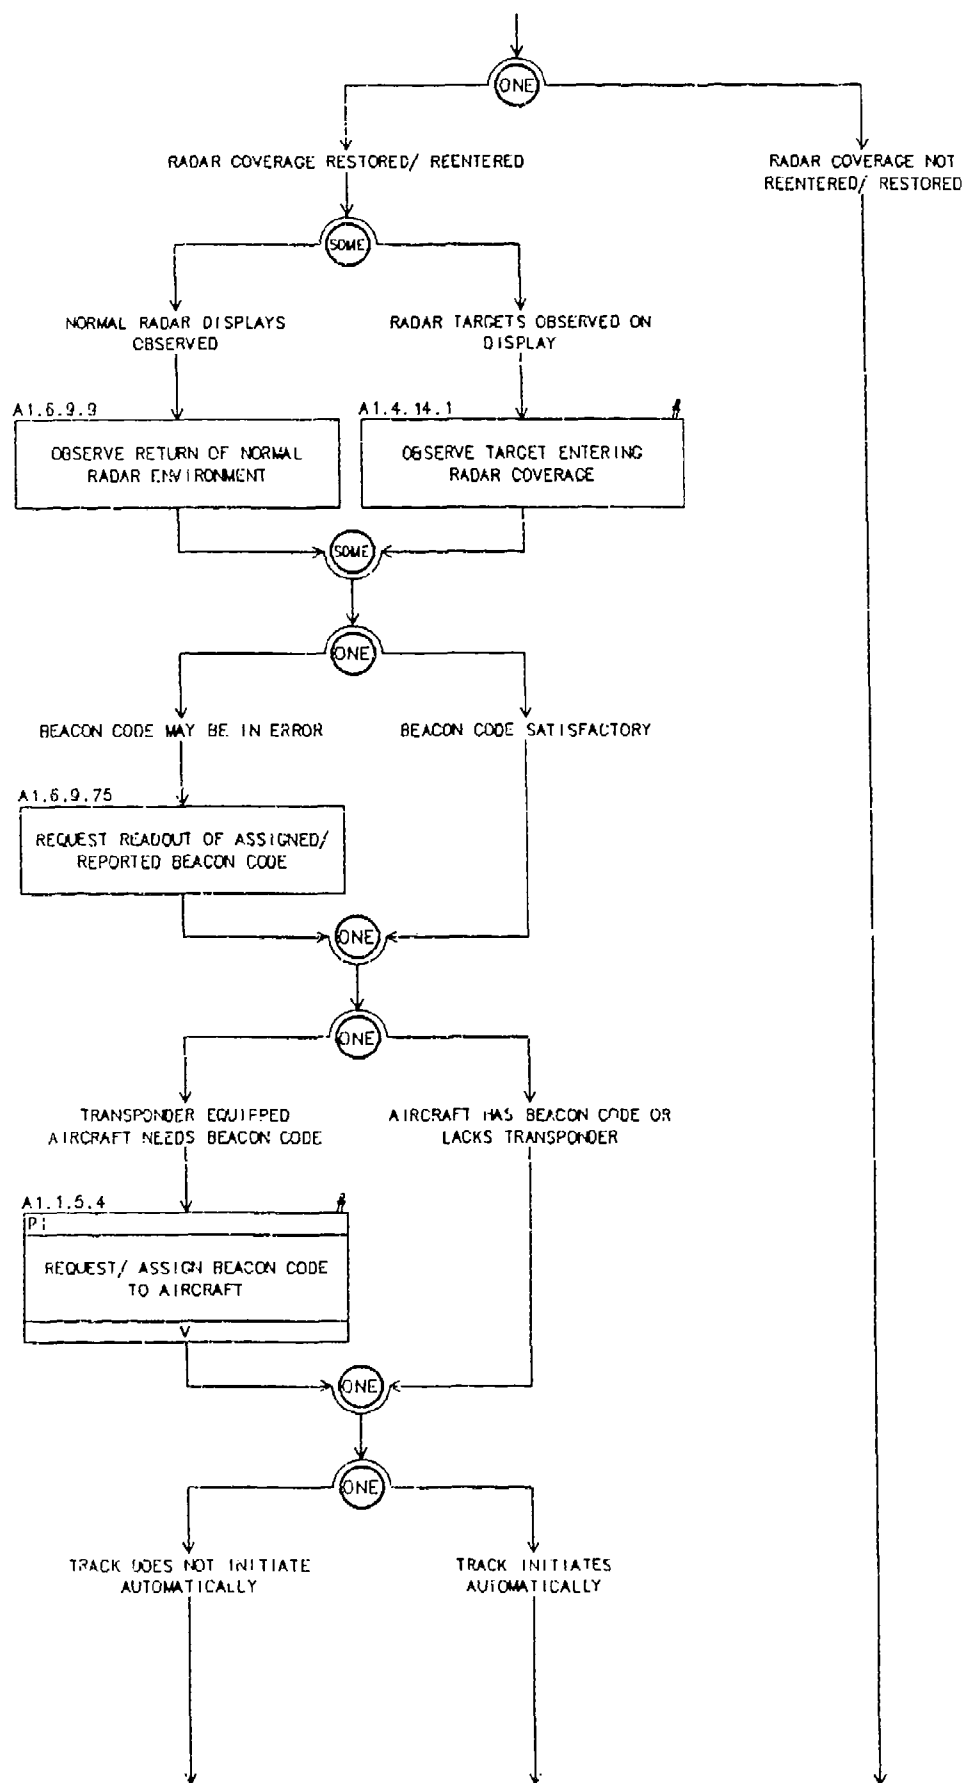 ONE
RADAR COVERAGE RESTORED/ REENTERED
RADAR COVERAGE NOT
REENTERED/ RESTORED
SOME
NORMAL RADAR DISPLAYS
OBSERVED
RADAR TARGETS OBSERVED ON
DISPLAY
A1.6.9.9
OBSERVE RETURN OF NORMAL
RADAR ENVIRONMENT
A1.4.14.1
OBSERVE TARGET ENTERING
RADAR COVERAGE
SOME
ONE
BEACON CODE MAY BE IN ERROR
BEACON CODE SATISFACTORY
A1.6.9.75
REQUEST READOUT OF ASSIGNED/
REPORTED BEACON CODE
ONE
ONE
TRANSPONDER EQUIPPED
AIRCRAFT NEEDS BEACON CODE
AIRCRAFT HAS BEACON CODE OR
LACKS TRANSPONDER
A1.1.5.4
REQUEST/ ASSIGN BEACON CODE
TO AIRCRAFT
V
ONE
ONE
TRACK DOES NOT INITIATE
AUTOMATICALLY
TRACK INITIATES
AUTOMATICALLY